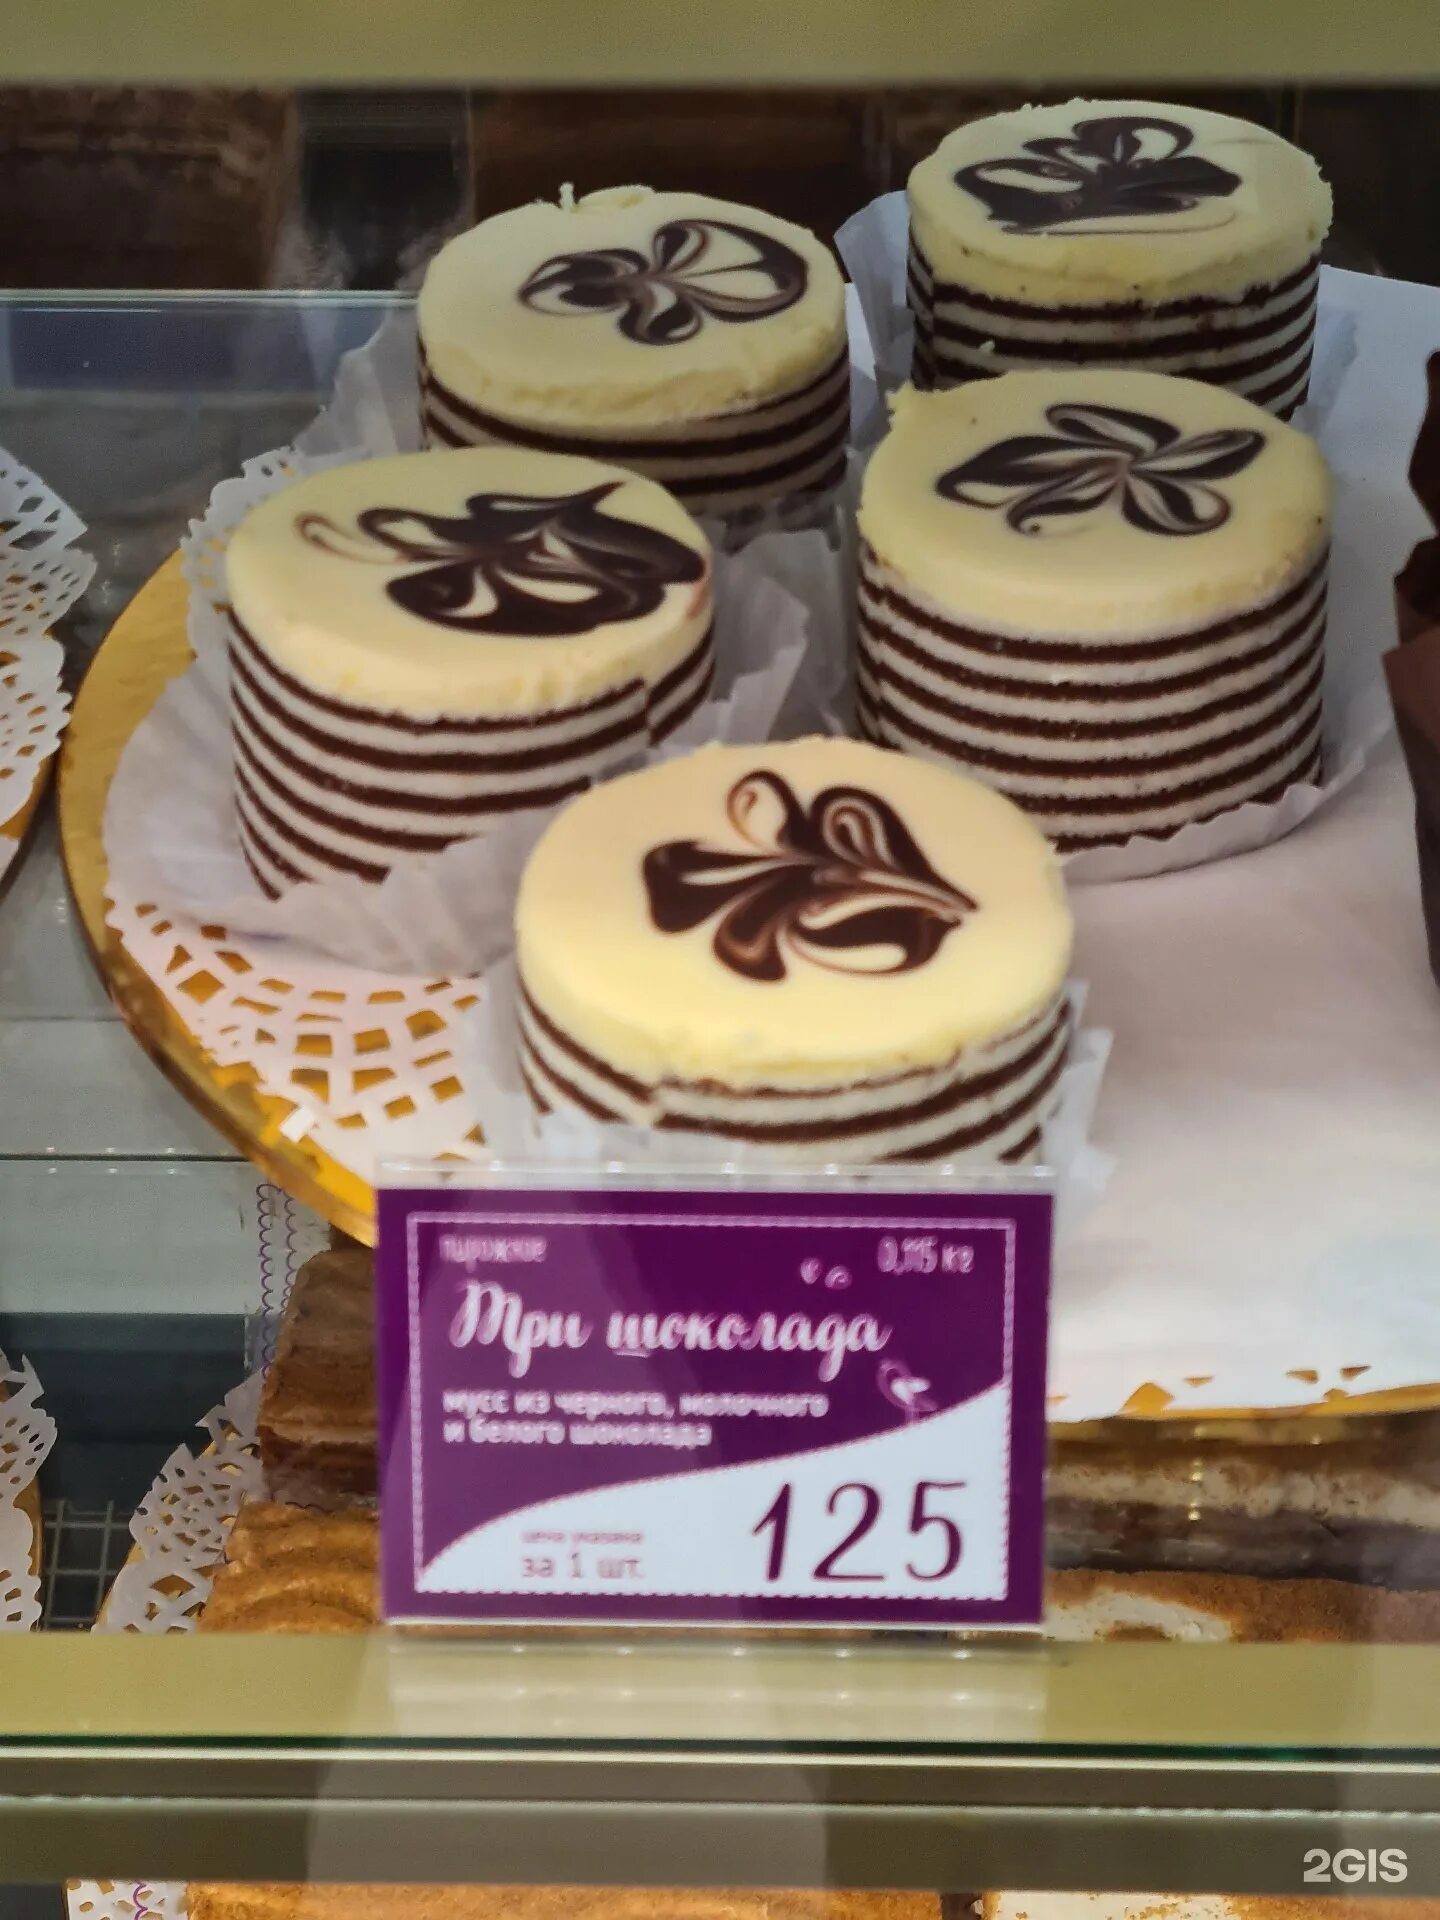 пирожное
0,115 кг
Три шоколада
мусс из черного, молочного
и белого шоколада
цена указана
за 1 шт.
125
2GIS